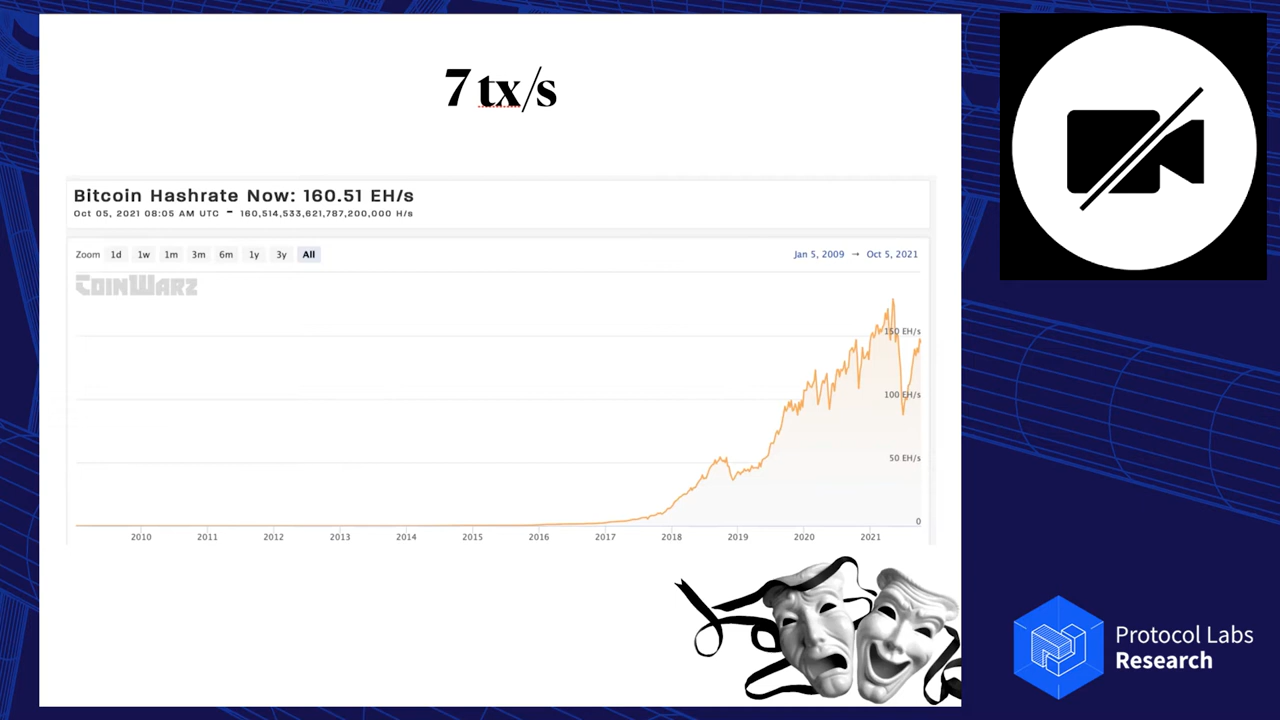 7 tx/s
Bitcoin Hashrate Now: 160.51 EH/s
Oct 05, 2021 08:05 AM UTC - 160,514,533,621,787,200,000 H/s
Zoom 1d 1w 1m 3m 6m 1y 3y All Jan 5, 2009 → Oct 5, 2021
CoinWarz
150 EH/s
100 EH/s
50 EH/s
0
2010 2011 2012 2013 2014 2015 2016 2017 2018 2019 2020 2021
Protocol Labs
Research